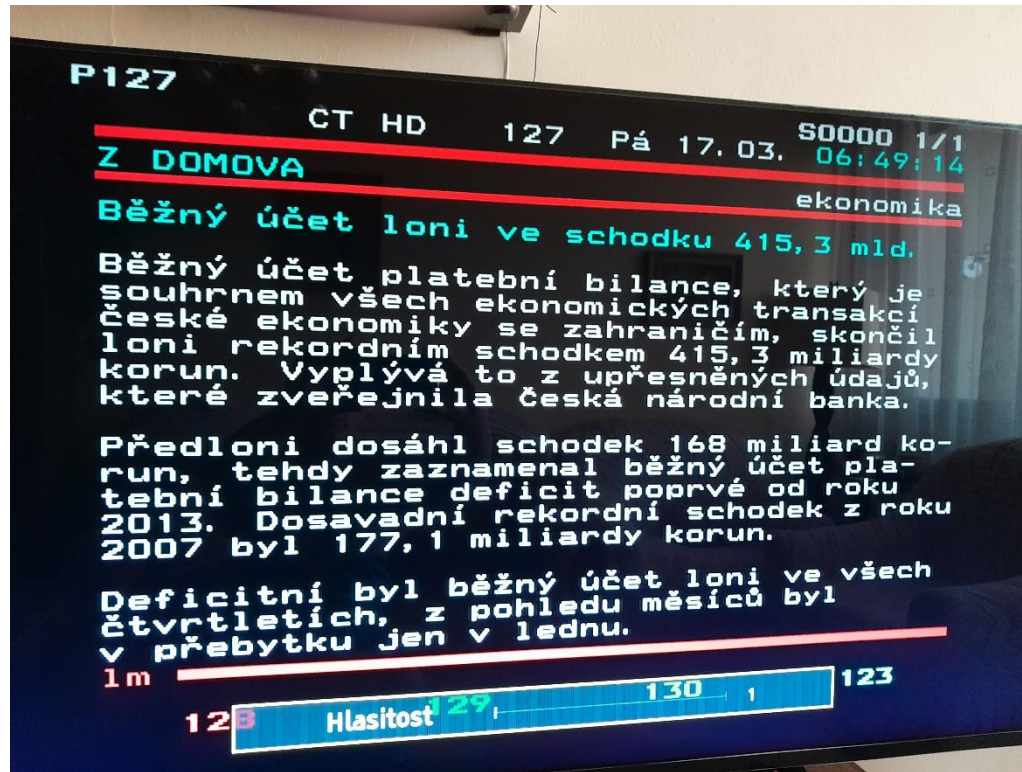 P127
ČT HD 127 Pá 17.03. S0000 1/1
06:49:14
Z DOMOVA
ekonomika
Běžný účet loni ve schodku 415,3 mld.
Běžný účet platební bilance, který je
souhrnem všech ekonomických transakcí
české ekonomiky se zahraničím, skončil
loni rekordním schodkem 415,3 miliardy
korun. Vyplývá to z upřesněných údajů,
které zveřejnila Česká národní banka.
Předloni dosáhl schodek 168 miliard ko-
run, tehdy zaznamenal běžný účet pla-
tební bilance deficit poprvé od roku
2013. Dosavadní rekordní schodek z roku
2007 byl 177,1 miliardy korun.
Deficitní byl běžný účet loni ve všech
čtvrtletích, z pohledu měsíců byl
v přebytku jen v lednu.
1m
128 Hlasitost 129 130 1 123